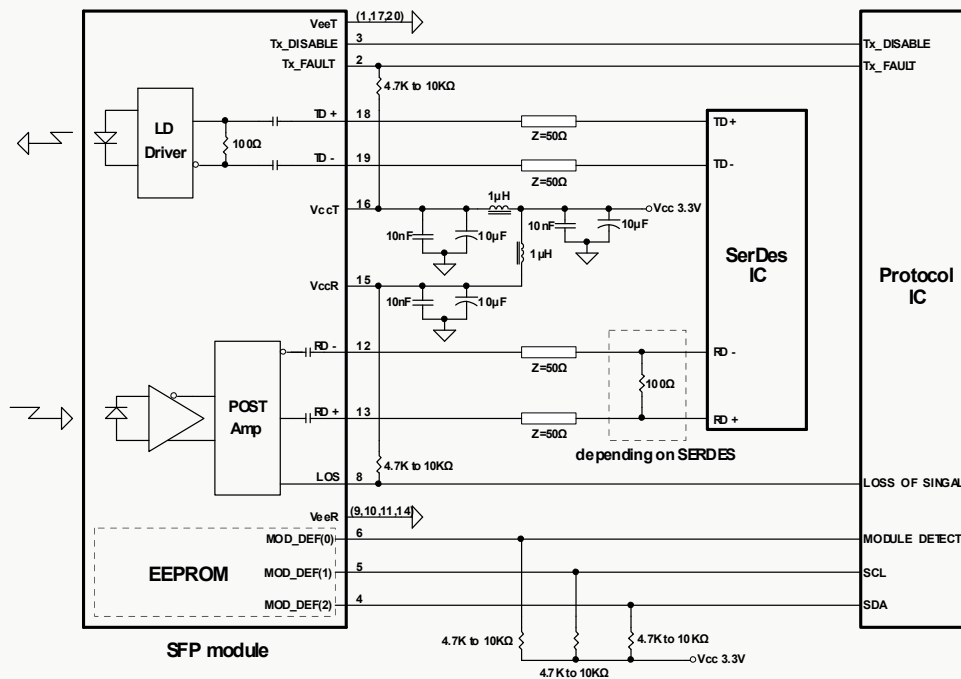 VeeT (1,17,20)
Tx_DISABLE 3 Tx_DISABLE
Tx_FAULT 2 Tx_FAULT
4.7K to 10KΩ
LD
Driver
100Ω
TD+ 18 Z=50Ω TD+
TD- 19 Z=50Ω TD-
1µH
VccT 16 Vcc 3.3V
10nF 10µF 10nF 10µF
1µH
SerDes
IC
Protocol
IC
VccR 15
10nF 10µF
RD - 12 Z=50Ω RD -
100Ω
POST
Amp
RD+ 13 Z=50Ω RD+
depending on SERDES
4.7K to 10KΩ
LOS 8 LOSS OF SINGAL
VeeR (9,10,11,14)
MOD_DEF(0) 6 MODULE DETECT
EEPROM
MOD_DEF(1) 5 SCL
MOD_DEF(2) 4 SDA
4.7K to 10KΩ 4.7K to 10KΩ
SFP module
Vcc 3.3V
4.7K to 10KΩ